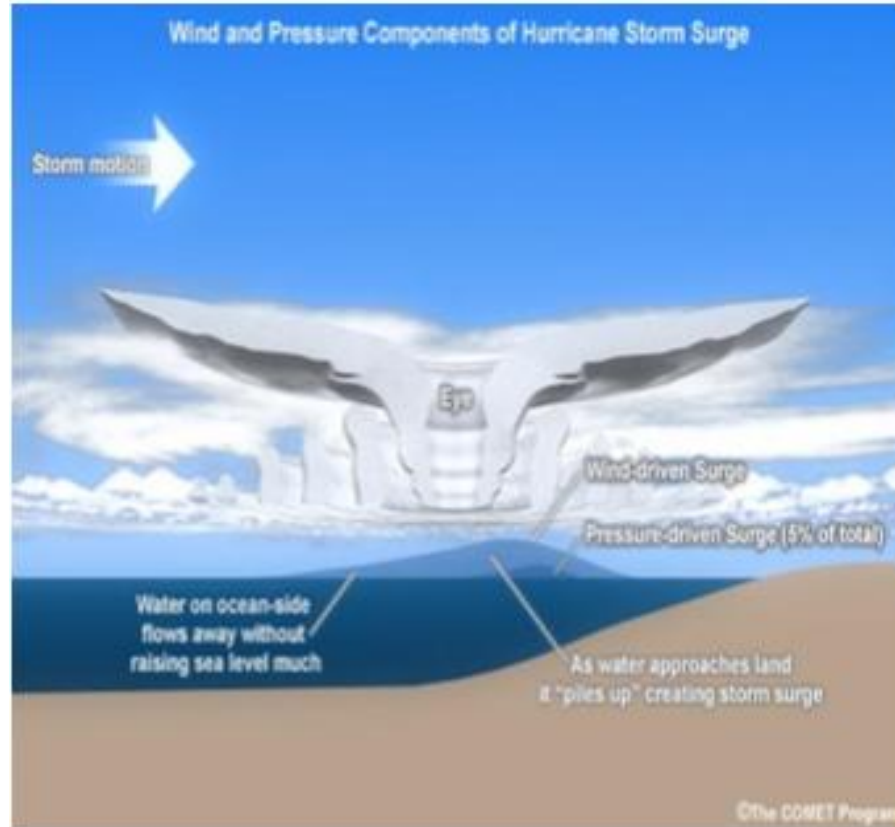 Wind and Pressure Components of Hurricane Storm Surge
Storm motion
Eye
Wind-driven Surge
Pressure-driven Surge (5% of total)
Water on ocean-side
flows away without
raising sea level much
As water approaches land
it "piles up" creating storm surge
©The COMET Program